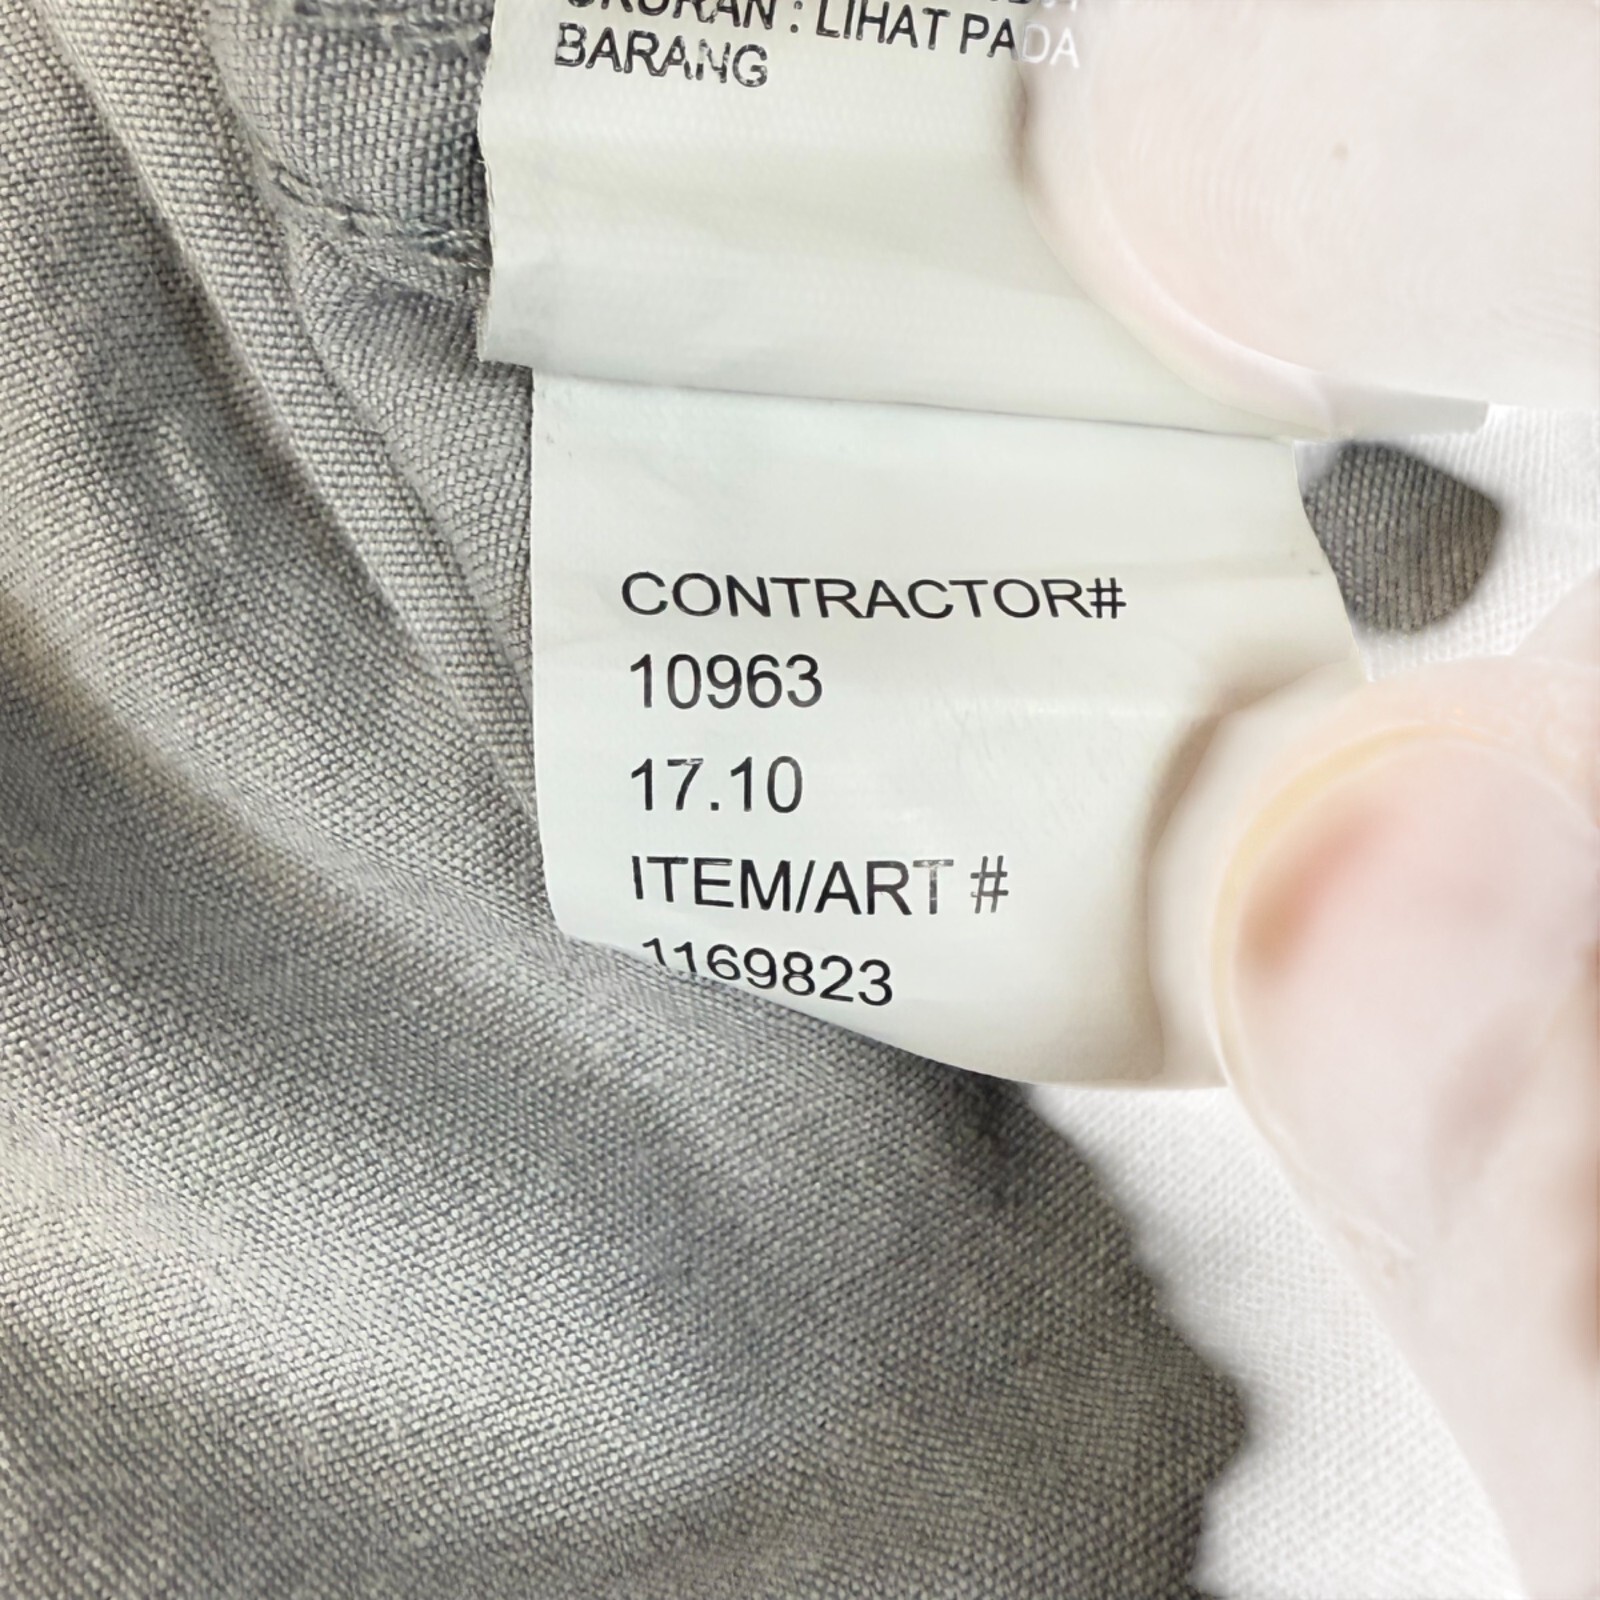 UKURAN : LIHAT PADA
BARANG
CONTRACTOR#
10963
17.10
ITEM/ART #
1169823